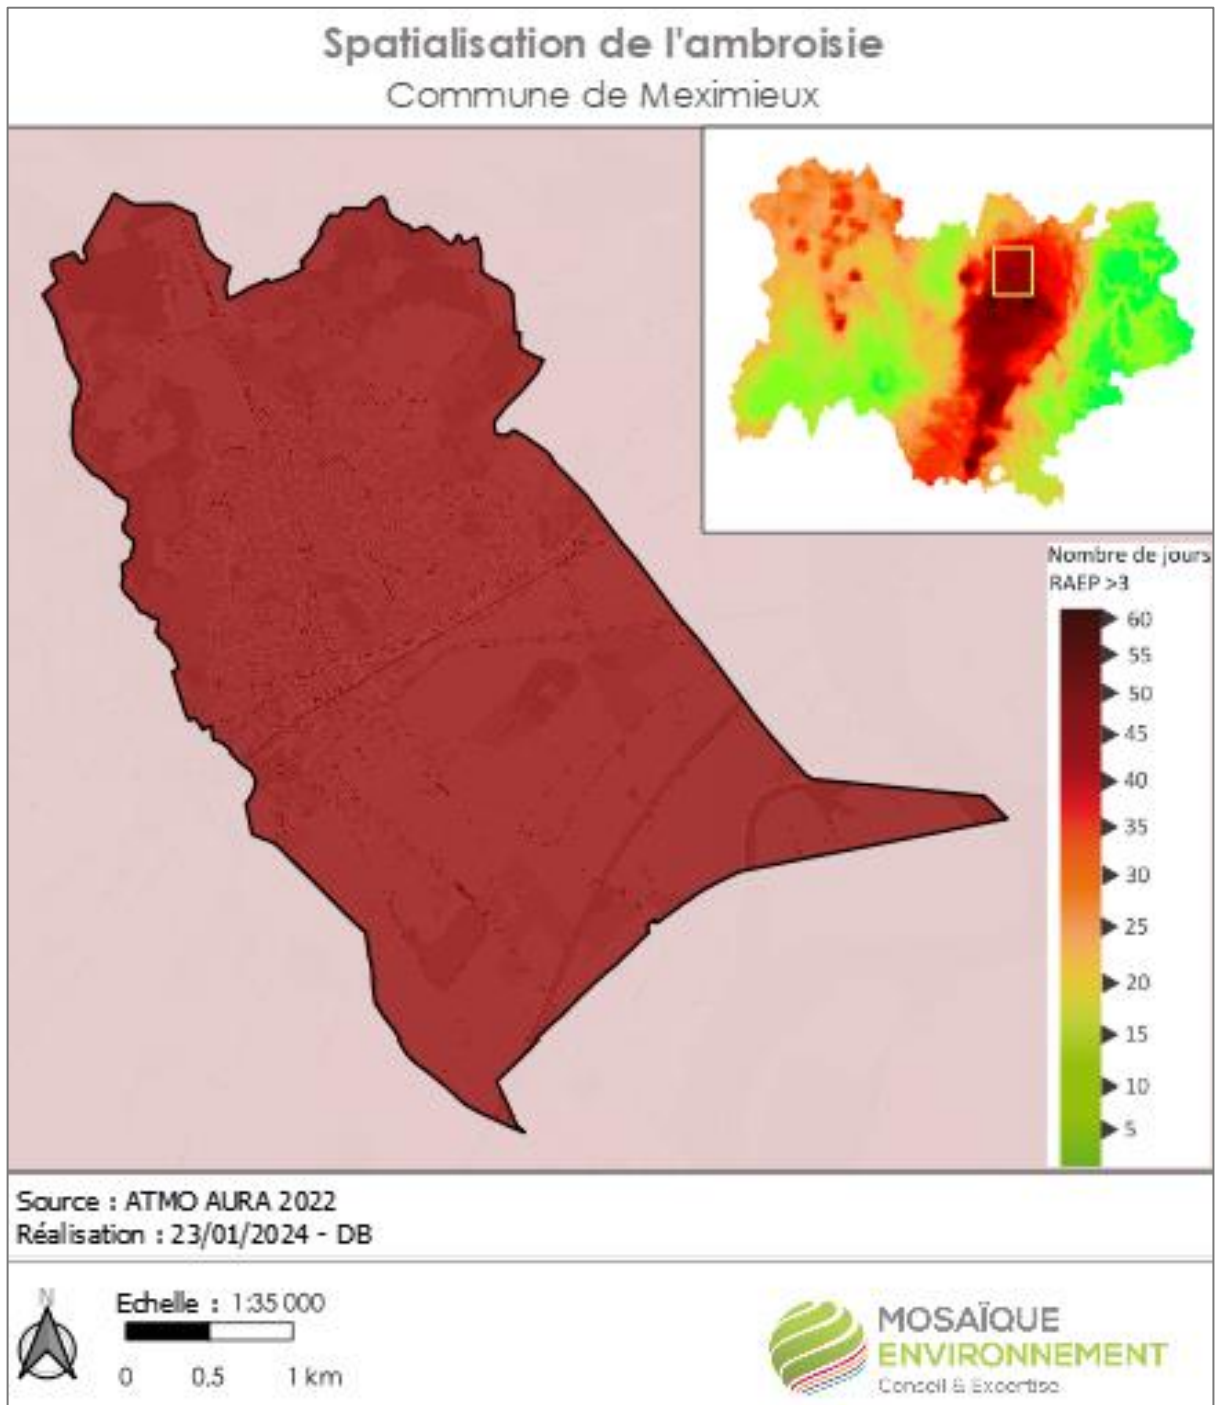 Spatialisation de l'ambroisie
Commune de Meximieux
Nombre de jours
RAEP >3
60
55
50
45
40
35
30
25
20
15
10
5
Source : ATMO AURA 2022
Réalisation : 23/01/2024 - DB
N
Echelle : 1:35 000
0 0,5 1 km
MOSAÏQUE
ENVIRONNEMENT
Conseil & Expertise